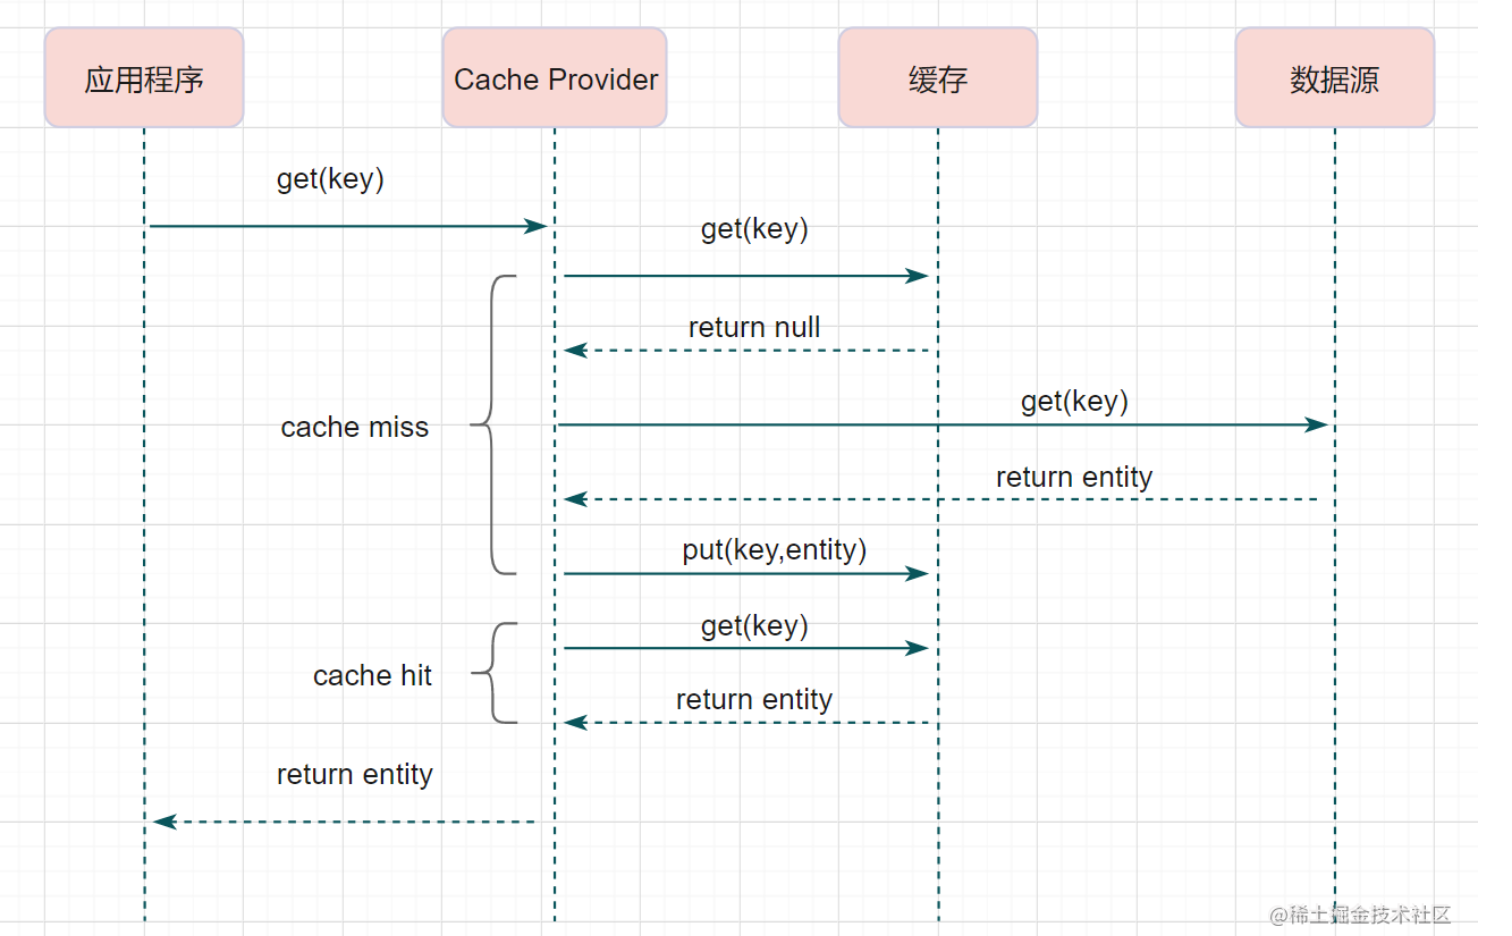 应用程序
Cache Provider
缓存
数据源
get(key)
get(key)
return null
get(key)
cache miss
return entity
put(key,entity)
get(key)
cache hit
return entity
return entity
@稀土掘金技术社区